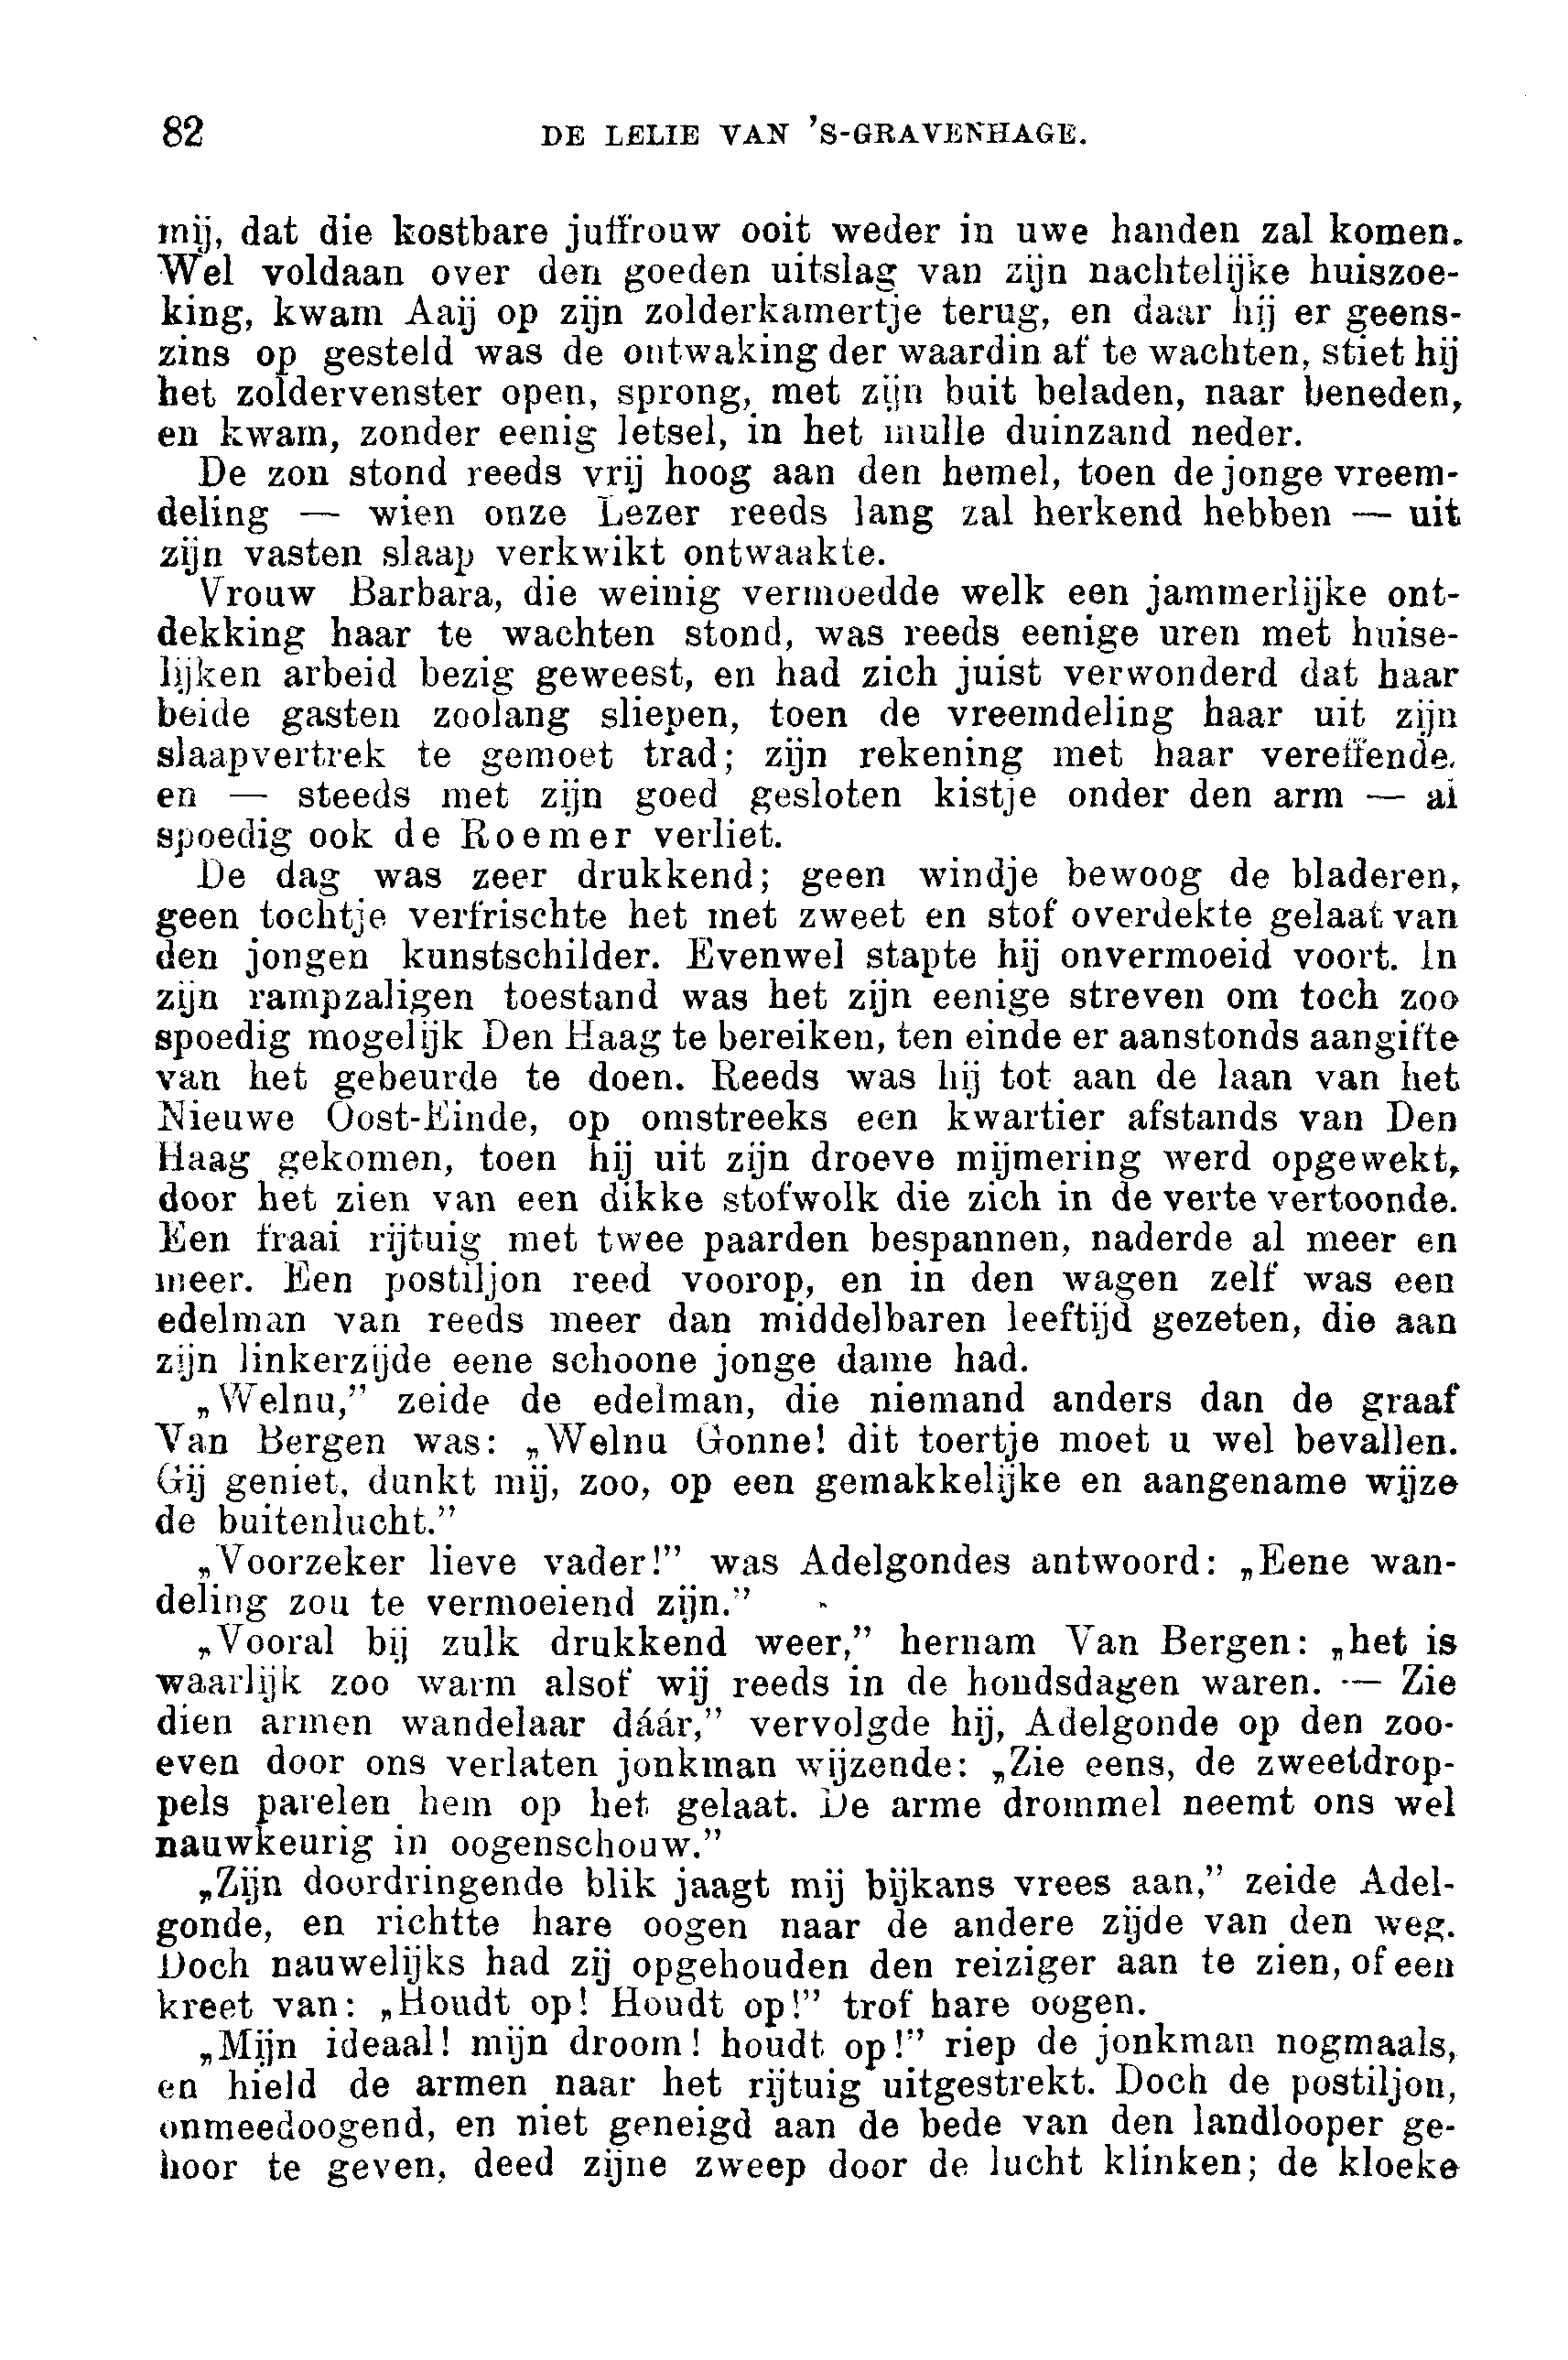 82 DE LELIE VAN 'S-GRAVENHAGE.
mij, dat die kostbare juffrouw ooit weder in uwe handen zal komen.
Wel voldaan over den goeden uitslag van zijn nachtelijke huiszoe-
king, kwam Aaij op zijn zolderkamertje terug, en daar hij er geens-
zins op gesteld was de ontwaking der waardin af te wachten, stiet hij
het zoldervenster open, sprong, met zijn buit beladen, naar beneden,
en kwam, zonder eenig letsel, in het mulle duinzand neder.
De zon stond reeds vrij hoog aan den hemel, toen de jonge vreem-
deling — wien onze Lezer reeds lang zal herkend hebben — uit
zijn vasten slaap verkwikt ontwaakte.
Vrouw Barbara, die weinig vermoedde welk een jammerlijke ont-
dekking haar te wachten stond, was reeds eenige uren met huise-
lijken arbeid bezig geweest, en had zich juist verwonderd dat haar
beide gasten zoolang sliepen, toen de vreemdeling haar uit zijn
slaapvertrek te gemoet trad; zijn rekening met haar vereffende,
en — steeds met zijn goed gesloten kistje onder den arm — al
spoedig ook de Roemer verliet.
De dag was zeer drukkend; geen windje bewoog de bladeren,
geen tochtje verfrischte het met zweet en stof overdekte gelaat van
den jongen kunstschilder. Evenwel stapte hij onvermoeid voort. In
zijn rampzaligen toestand was het zijn eenige streven om toch zoo
spoedig mogelijk Den Haag te bereiken, ten einde er aanstonds aangifte
van het gebeurde te doen. Reeds was hij tot aan de laan van het
Nieuwe Oost-Einde, op omstreeks een kwartier afstands van Den
Haag gekomen, toen hij uit zijn droeve mijmering werd opgewekt,
door het zien van een dikke stofwolk die zich in de verte vertoonde.
Een fraai rijtuig met twee paarden bespannen, naderde al meer en
meer. Een postiljon reed voorop, en in den wagen zelf was een
edelman van reeds meer dan middelbaren leeftijd gezeten, die aan
zijn linkerzijde eene schoone jonge dame had.
„Welnu,” zeide de edelman, die niemand anders dan de graaf
Van Bergen was: „Welnu Gonne! dit toertje moet u wel bevallen.
Gij geniet, dunkt mij, zoo, op een gemakkelijke en aangename wijze
de buitenlucht.”
„Voorzeker lieve vader!” was Adelgondes antwoord: „Eene wan-
deling zou te vermoeiend zijn.”
„Vooral bij zulk drukkend weer,” hernam Van Bergen: „het is
waarlijk zoo warm alsof wij reeds in de hondsdagen waren. — Zie
dien armen wandelaar dáár,” vervolgde hij, Adelgonde op den zoo-
even door ons verlaten jonkman wijzende: „Zie eens, de zweetdrop-
pels parelen hem op het gelaat. De arme drommel neemt ons wel
nauwkeurig in oogenschouw.”
„Zijn doordringende blik jaagt mij bijkans vrees aan,” zeide Adel-
gonde, en richtte hare oogen naar de andere zijde van den weg.
Doch nauwelijks had zij opgehouden den reiziger aan te zien, of een
kreet van: „Houdt op! Houdt op!” trof hare oogen.
„Mijn ideaal! mijn droom! houdt op!” riep de jonkman nogmaals,
en hield de armen naar het rijtuig uitgestrekt. Doch de postiljon,
onmeedoogend, en niet geneigd aan de bede van den landlooper ge-
hoor te geven, deed zijne zweep door de lucht klinken; de kloeke